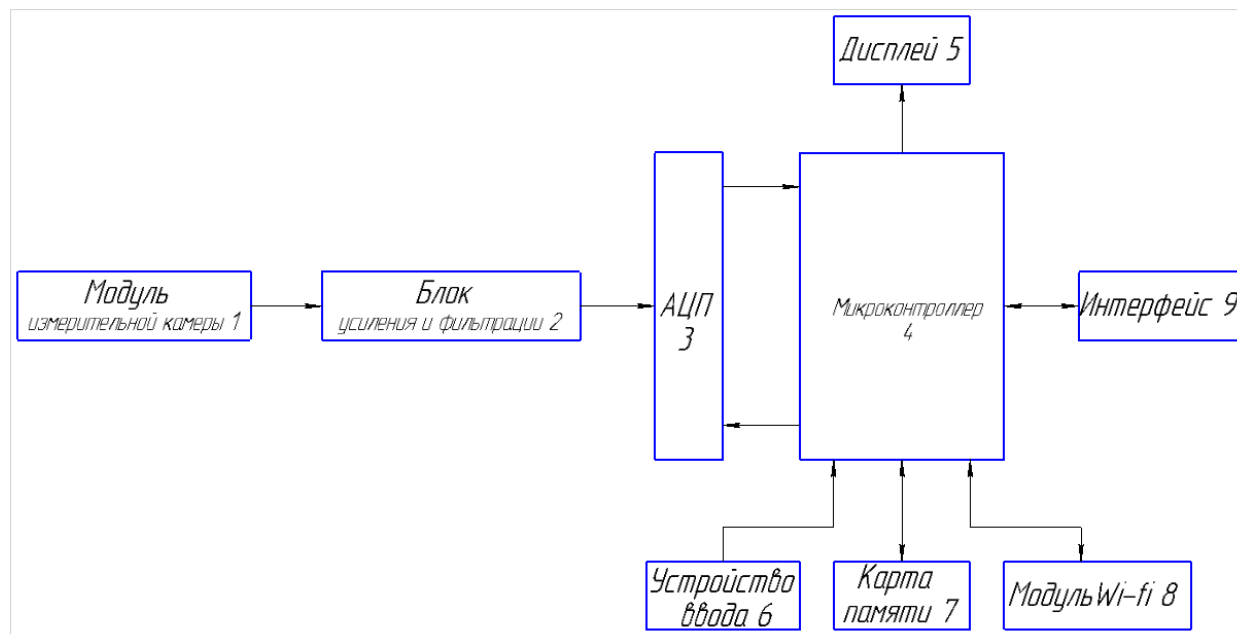 Дисплей 5
Модуль
измерительной камеры 1
Блок
усиления и фильтрации 2
АЦП
3
Микроконтроллер
4
Интерфейс 9
Устройство
ввода 6
Карта
памяти 7
Модуль Wi-fi 8